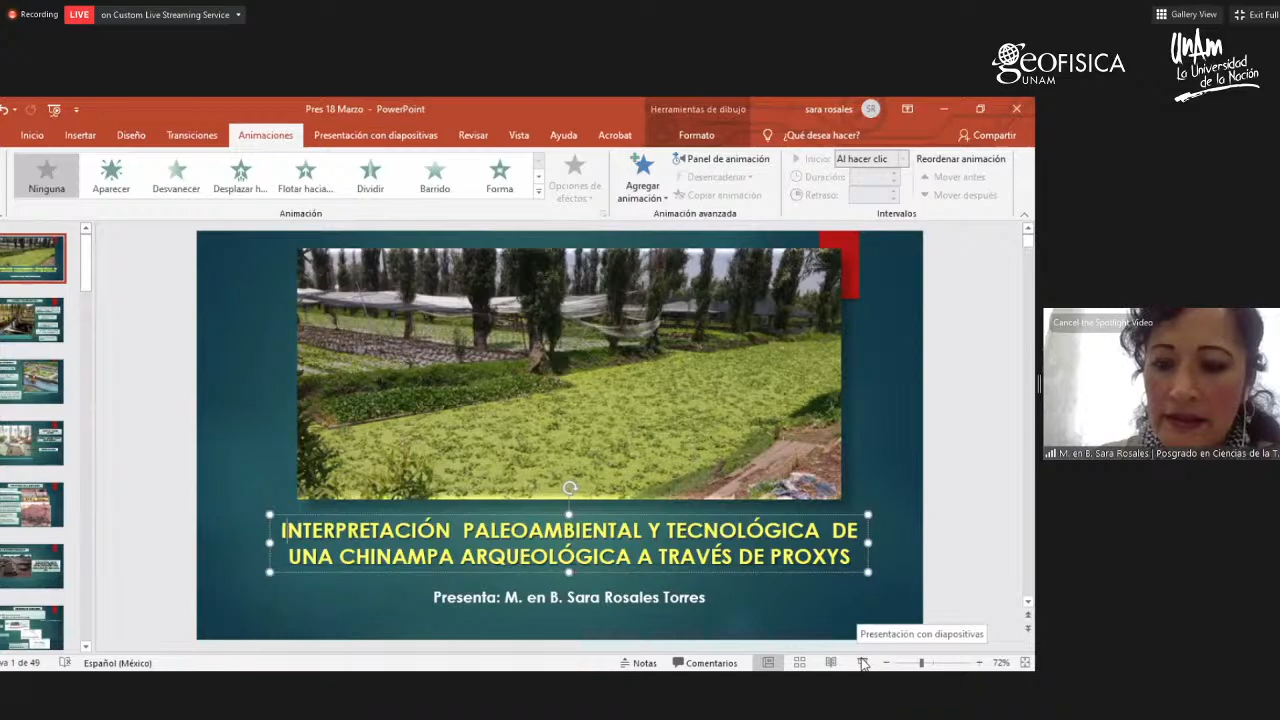 Recording
LIVE
on Custom Live Streaming Service
Gallery View
Exit Full
GEOFISICA
UNAM
UnAm
La Universidad
de la Nación
Pres 18 Marzo - PowerPoint
Herramientas de dibujo
sara rosales
SR
Inicio
Insertar
Diseño
Transiciones
Animaciones
Presentación con diapositivas
Revisar
Vista
Ayuda
Acrobat
Formato
¿Qué desea hacer?
Compartir
Ninguna
Aparecer
Desvanecer
Desplazar h...
Flotar hacia...
Dividir
Barrido
Forma
Opciones de
efectos
Agregar
animación
Panel de animación
Desencadenar
Copiar animación
Inicio:
Al hacer clic
Duración:
Retraso:
Reordenar animación
Mover antes
Mover después
Animación
Animación avanzada
Intervalos
INTERPRETACIÓN PALEOAMBIENTAL Y TECNOLÓGICA DE
UNA CHINAMPA ARQUEOLÓGICA A TRAVÉS DE PROXYS
Presenta: M. en B. Sara Rosales Torres
Presentación con diapositivas
Cancel the Spotlight Video
M. en B. Sara Rosales | Posgrado en Ciencias de la T.
va 1 de 49
Español (México)
Notas
Comentarios
72%